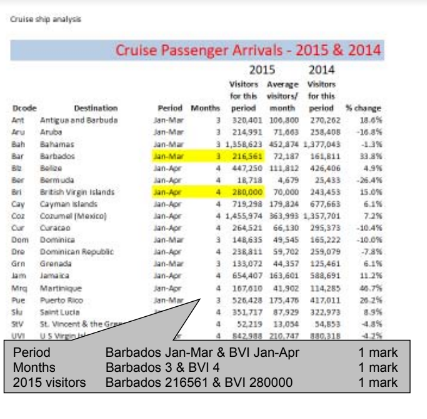 Cruise ship analysis
Cruise Passenger Arrivals - 2015 & 2014
2015 2014
Visitors Average Visitors
for this visitors/ for this
Dcode Destination Period Months period month period % change
Ant Antigua and Barbuda Jan-Mar 3 320,401 106,800 270,262 18.6%
Aru Aruba Jan-Mar 3 214,991 71,663 258,408 -16.8%
Bah Bahamas Jan-Mar 3 1,358,623 452,874 1,377,043 -1.3%
Bar Barbados Jan-Mar 3 216,561 72,187 161,811 33.8%
Blz Belize Jan-Apr 4 447,250 111,812 426,406 4.9%
Ber Bermuda Jan-Apr 4 18,718 4,679 25,433 -26.4%
Bri British Virgin Islands Jan-Apr 4 280,000 70,000 243,453 15.0%
Cay Cayman Islands Jan-Apr 4 719,298 179,824 677,663 6.1%
Coz Cozumel (Mexico) Jan-Apr 4 1,455,974 363,993 1,357,701 7.2%
Cur Curacao Jan-Apr 4 264,521 66,130 295,373 -10.4%
Dom Dominica Jan-Mar 3 148,635 49,545 165,222 -10.0%
Dre Dominican Republic Jan-Apr 4 238,811 59,702 259,079 -7.8%
Grn Grenada Jan-Mar 3 133,072 44,357 125,461 6.1%
Jam Jamaica Jan-Apr 4 654,407 163,601 588,691 11.2%
Mrq Martinique Jan-Apr 4 167,610 41,902 114,285 46.7%
Pue Puerto Rico Jan-Mar 3 526,428 175,476 417,011 26.2%
Slu Saint Lucia 4 351,717 87,929 322,973 8.9%
StV St. Vincent & the 4 52,219 13,054 54,853 -4.8%
UVI U S Virgin 4 842,988 210,747 880,318 -4.2%
Period Barbados Jan-Mar & BVI Jan-Apr 1 mark
Months Barbados 3 & BVI 4 1 mark
2015 visitors Barbados 216561 & BVI 280000 1 mark